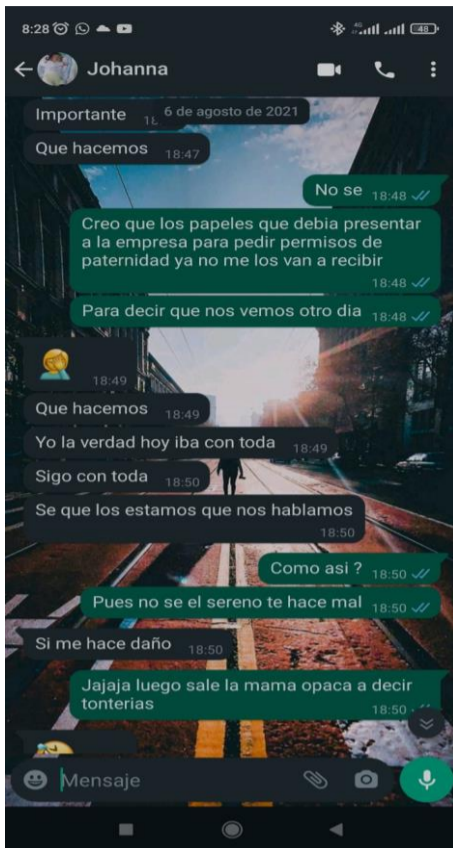 8:28
4G
48
Johanna
Importante
6 de agosto de 2021
Que hacemos 18:47
No se 18:48
Creo que los papeles que debia presentar
a la empresa para pedir permisos de
paternidad ya no me los van a recibir
18:48
Para decir que nos vemos otro dia 18:48
18:49
Que hacemos 18:49
Yo la verdad hoy iba con toda 18:49
Sigo con toda 18:50
Se que los estamos que nos hablamos
18:50
Como asi ? 18:50
Pues no se el sereno te hace mal 18:50
Si me hace daño 18:50
Jajaja luego sale la mama opaca a decir
tonterias
18:50
Mensaje